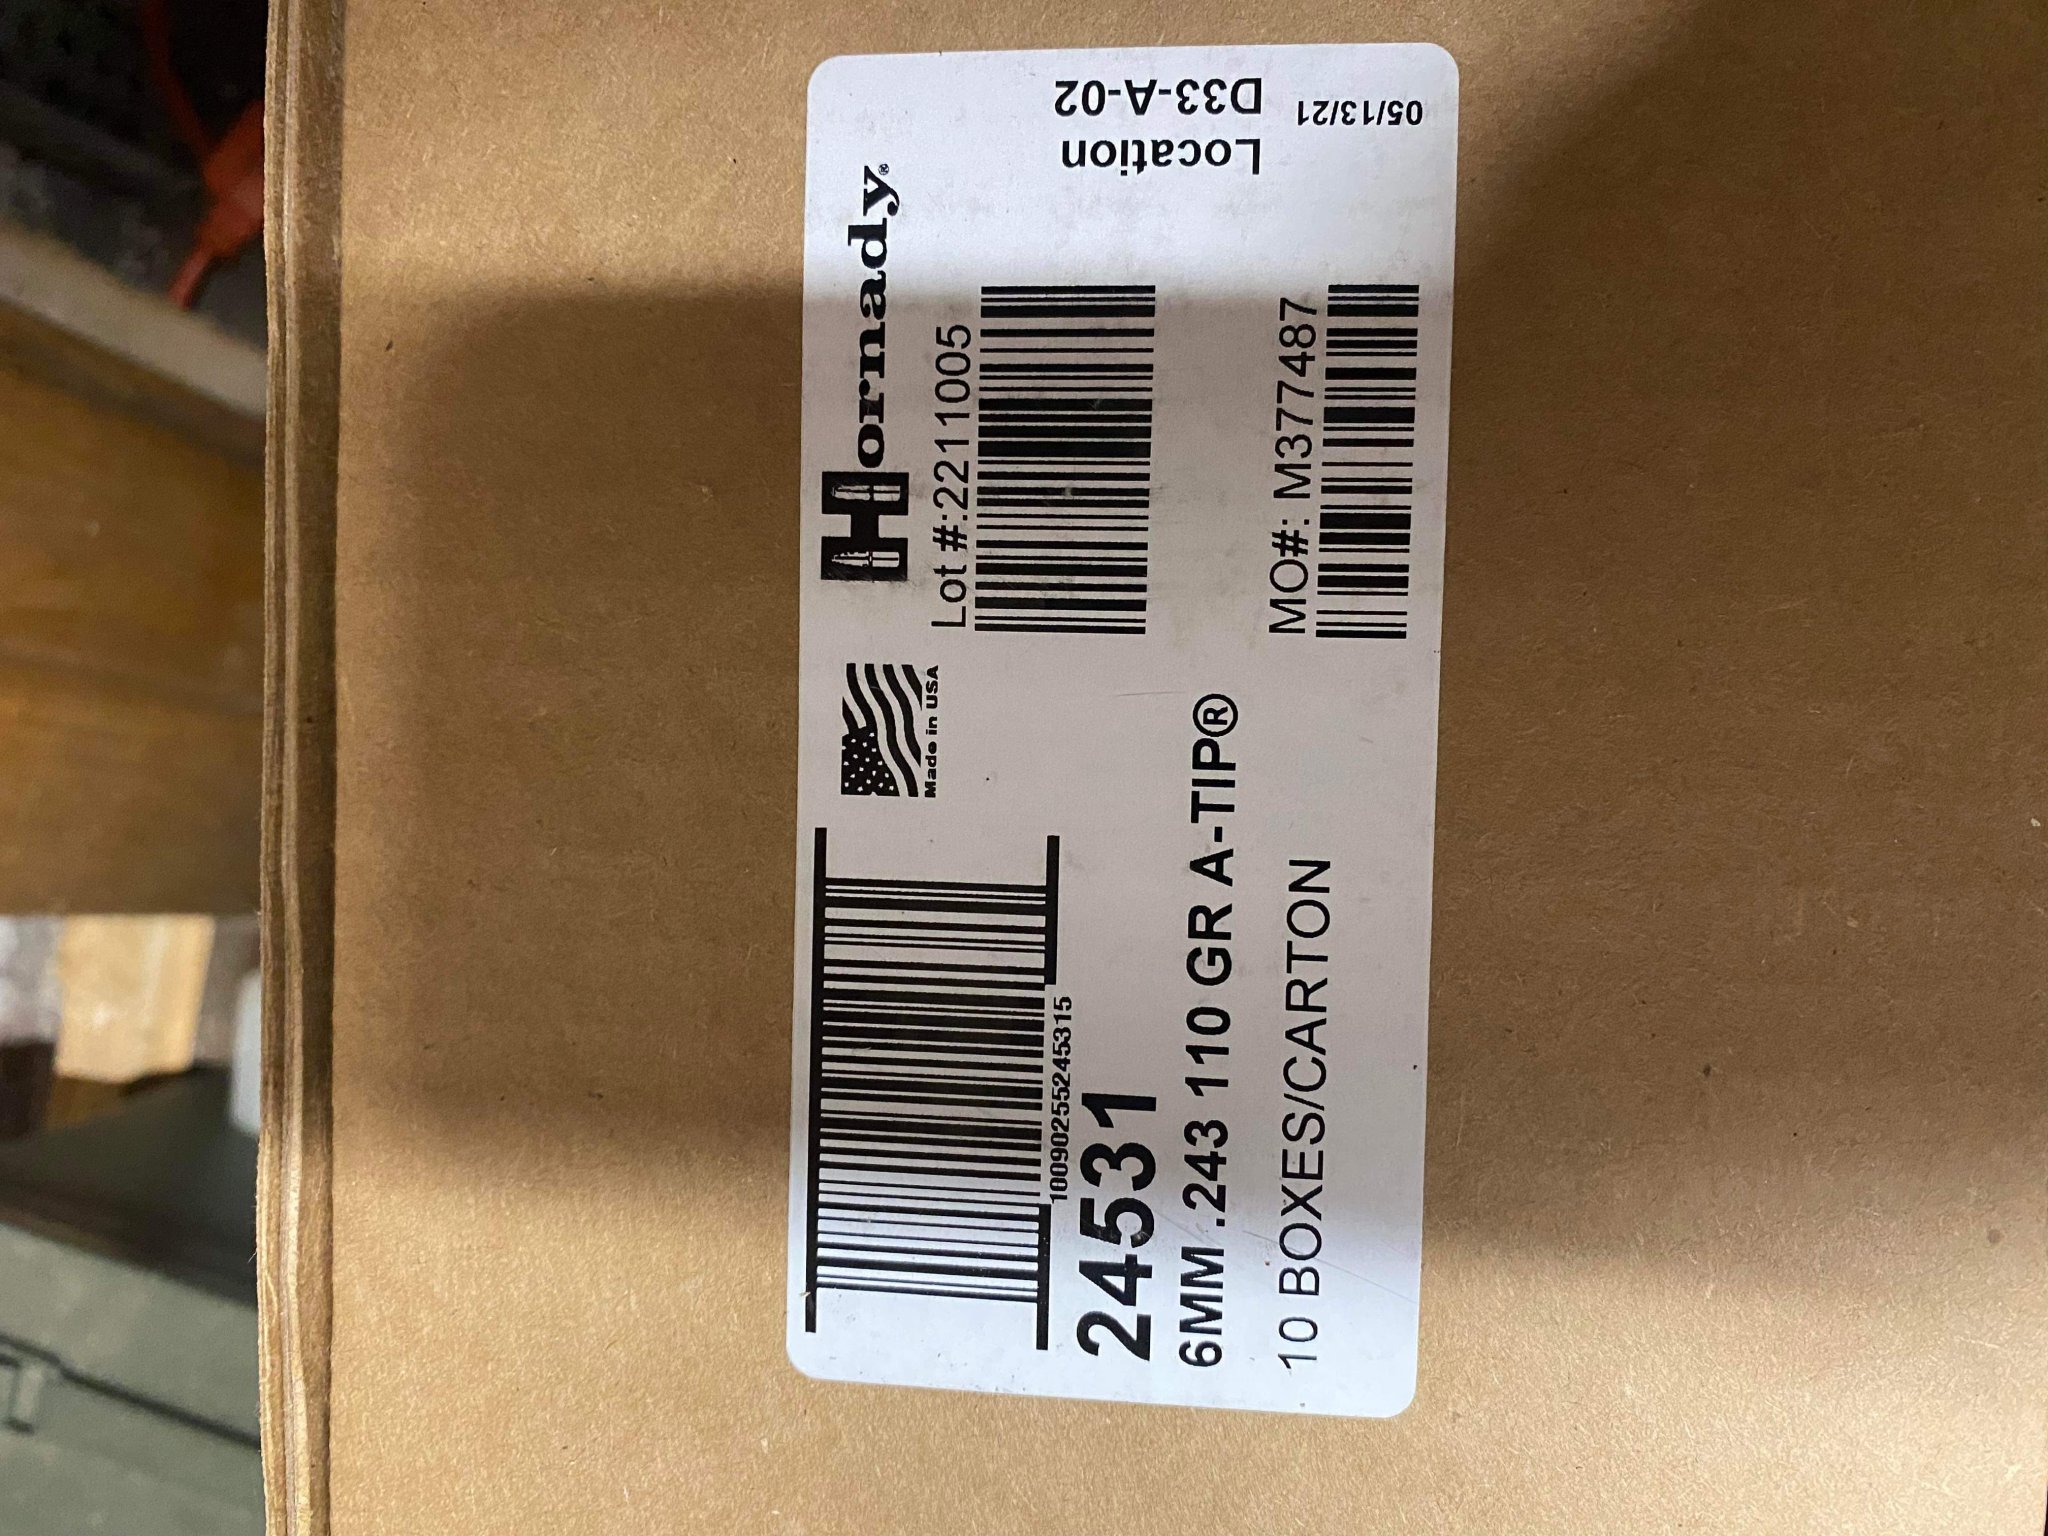 Hornady®
Made in USA
Lot #:2211005
10090255245315
24531
6MM .243 110 GR A-TIP®
10 BOXES/CARTON
MO#: M377487
Location
D33-A-02
05/13/21